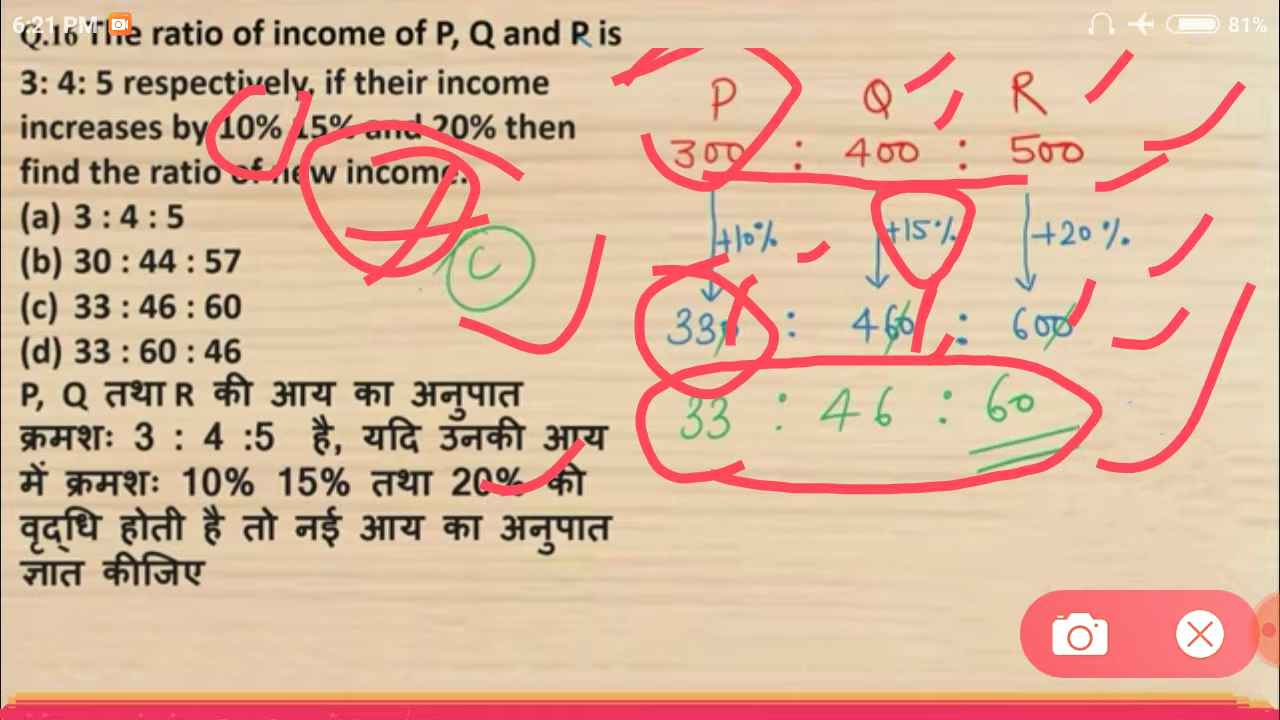 6:21 PM
81%
Q.16 The ratio of income of P, Q and R is
3: 4: 5 respectively, if their income
increases by 10% 15% and 20% then
find the ratio of new income.
(a) 3 : 4 : 5
(b) 30 : 44 : 57
(c) 33 : 46 : 60
(d) 33 : 60 : 46
P, Q तथा R की आय का अनुपात
क्रमशः 3 : 4 :5 है, यदि उनकी आय
में क्रमशः 10% 15% तथा 20% की
वृद्धि होती है तो नई आय का अनुपात
ज्ञात कीजिए
C
P Q R
300 : 400 : 500
+10% +15% +20%
330 : 460 : 600
33 : 46 : 60